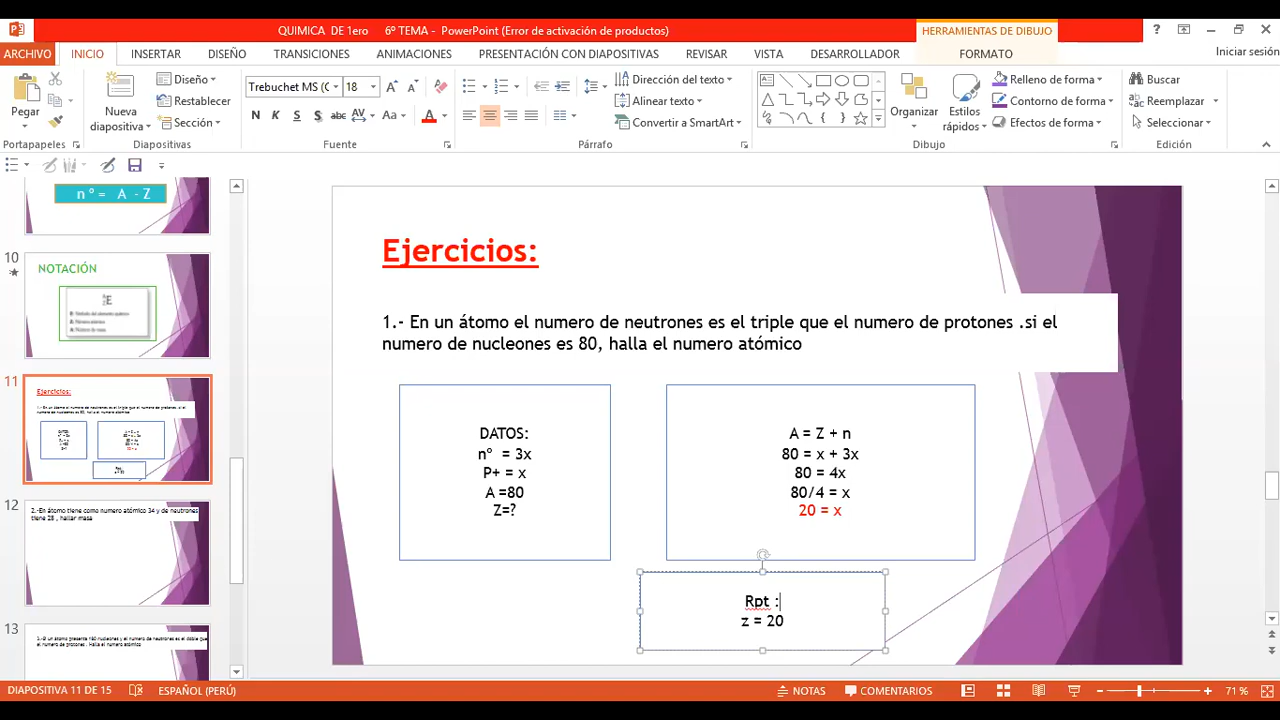 QUIMICA DE 1ero 6º TEMA - PowerPoint (Error de activación de productos)
HERRAMIENTAS DE DIBUJO
?
ARCHIVO
INICIO
INSERTAR
DISEÑO
TRANSICIONES
ANIMACIONES
PRESENTACIÓN CON DIAPOSITIVAS
REVISAR
VISTA
DESARROLLADOR
FORMATO
Iniciar sesión
Pegar
Nueva diapositiva
Diseño
Restablecer
Sección
Trebuchet MS (C
18
N K S S abc AV Aa A
Dirección del texto
Alinear texto
Convertir a SmartArt
Organizar
Estilos rápidos
Relleno de forma
Contorno de forma
Efectos de forma
Buscar
Reemplazar
Seleccionar
Portapapeles
Diapositivas
Fuente
Párrafo
Dibujo
Edición
n º = A - Z
10
NOTACIÓN
11
Ejercicios:
12
2.-En átomo tiene como numero atómico 34 y de neutrones
tiene 28 , hallar masa
13
Ejercicios:
1.- En un átomo el numero de neutrones es el triple que el numero de protones .si el
numero de nucleones es 80, halla el numero atómico
DATOS:
nº = 3x
P+ = x
A =80
Z=?
A = Z + n
80 = x + 3x
80 = 4x
80/4 = x
20 = x
Rpt :
z = 20
DIAPOSITIVA 11 DE 15
ESPAÑOL (PERÚ)
NOTAS
COMENTARIOS
71 %